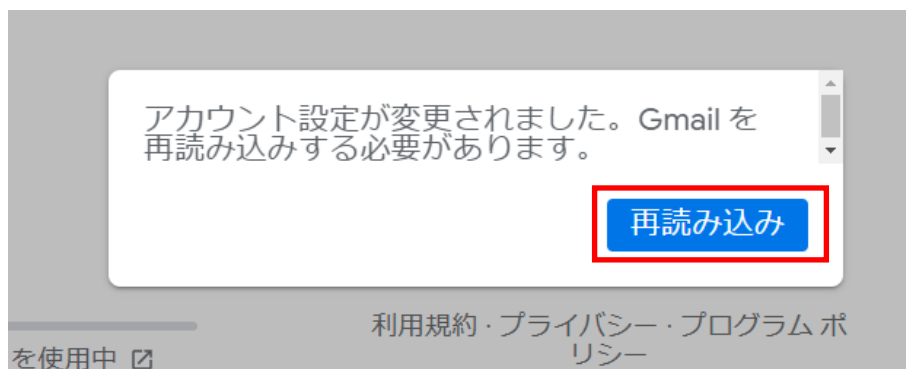 アカウント設定が変更されました。Gmail を
再読み込みする必要があります。
再読み込み
利用規約 · プライバシー · プログラム ポ
リシー
を使用中